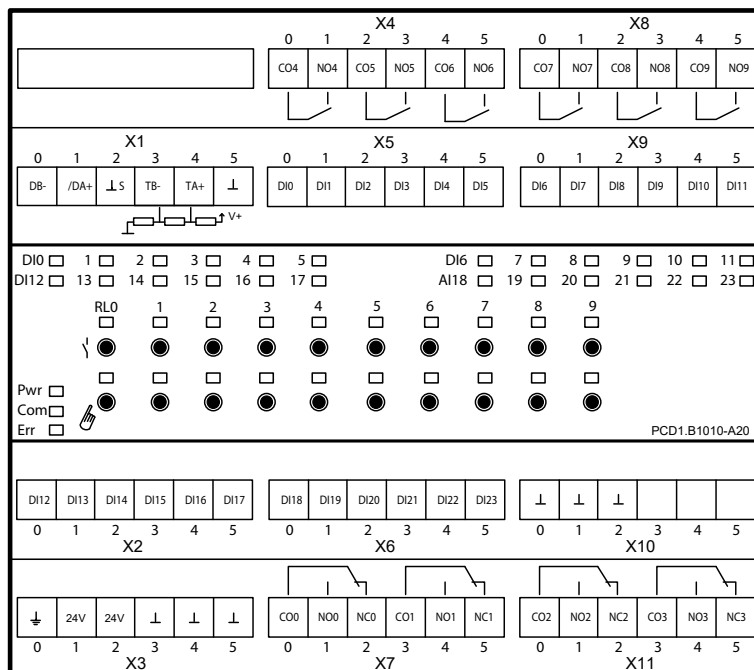 X4 X8
0 1 2 3 4 5 0 1 2 3 4 5
CO4 NO4 CO5 NO5 CO6 NO6 CO7 NO7 CO8 NO8 CO9 NO9
X1 X5 X9
0 1 2 3 4 5 0 1 2 3 4 5 0 1 2 3 4 5
DB- /DA+ ⊥ S TB- TA+ ⊥ DI0 DI1 DI2 DI3 DI4 DI5 DI6 DI7 DI8 DI9 DI10 DI11
V+
DI0 1 2 3 4 5 DI6 7 8 9 10 11
DI12 13 14 15 16 17 AI18 19 20 21 22 23
RL0 1 2 3 4 5 6 7 8 9
Pwr
Com
Err
PCD1.B1010-A20
DI12 DI13 DI14 DI15 DI16 DI17 DI18 DI19 DI20 DI21 DI22 DI23 ⊥ ⊥ ⊥
0 1 2 3 4 5 0 1 2 3 4 5 0 1 2 3 4 5
X2 X6 X10
24V 24V ⊥ ⊥ ⊥ CO0 NO0 NC0 CO1 NO1 NC1 CO2 NO2 NC2 CO3 NO3 NC3
0 1 2 3 4 5 0 1 2 3 4 5 0 1 2 3 4 5
X3 X7 X11